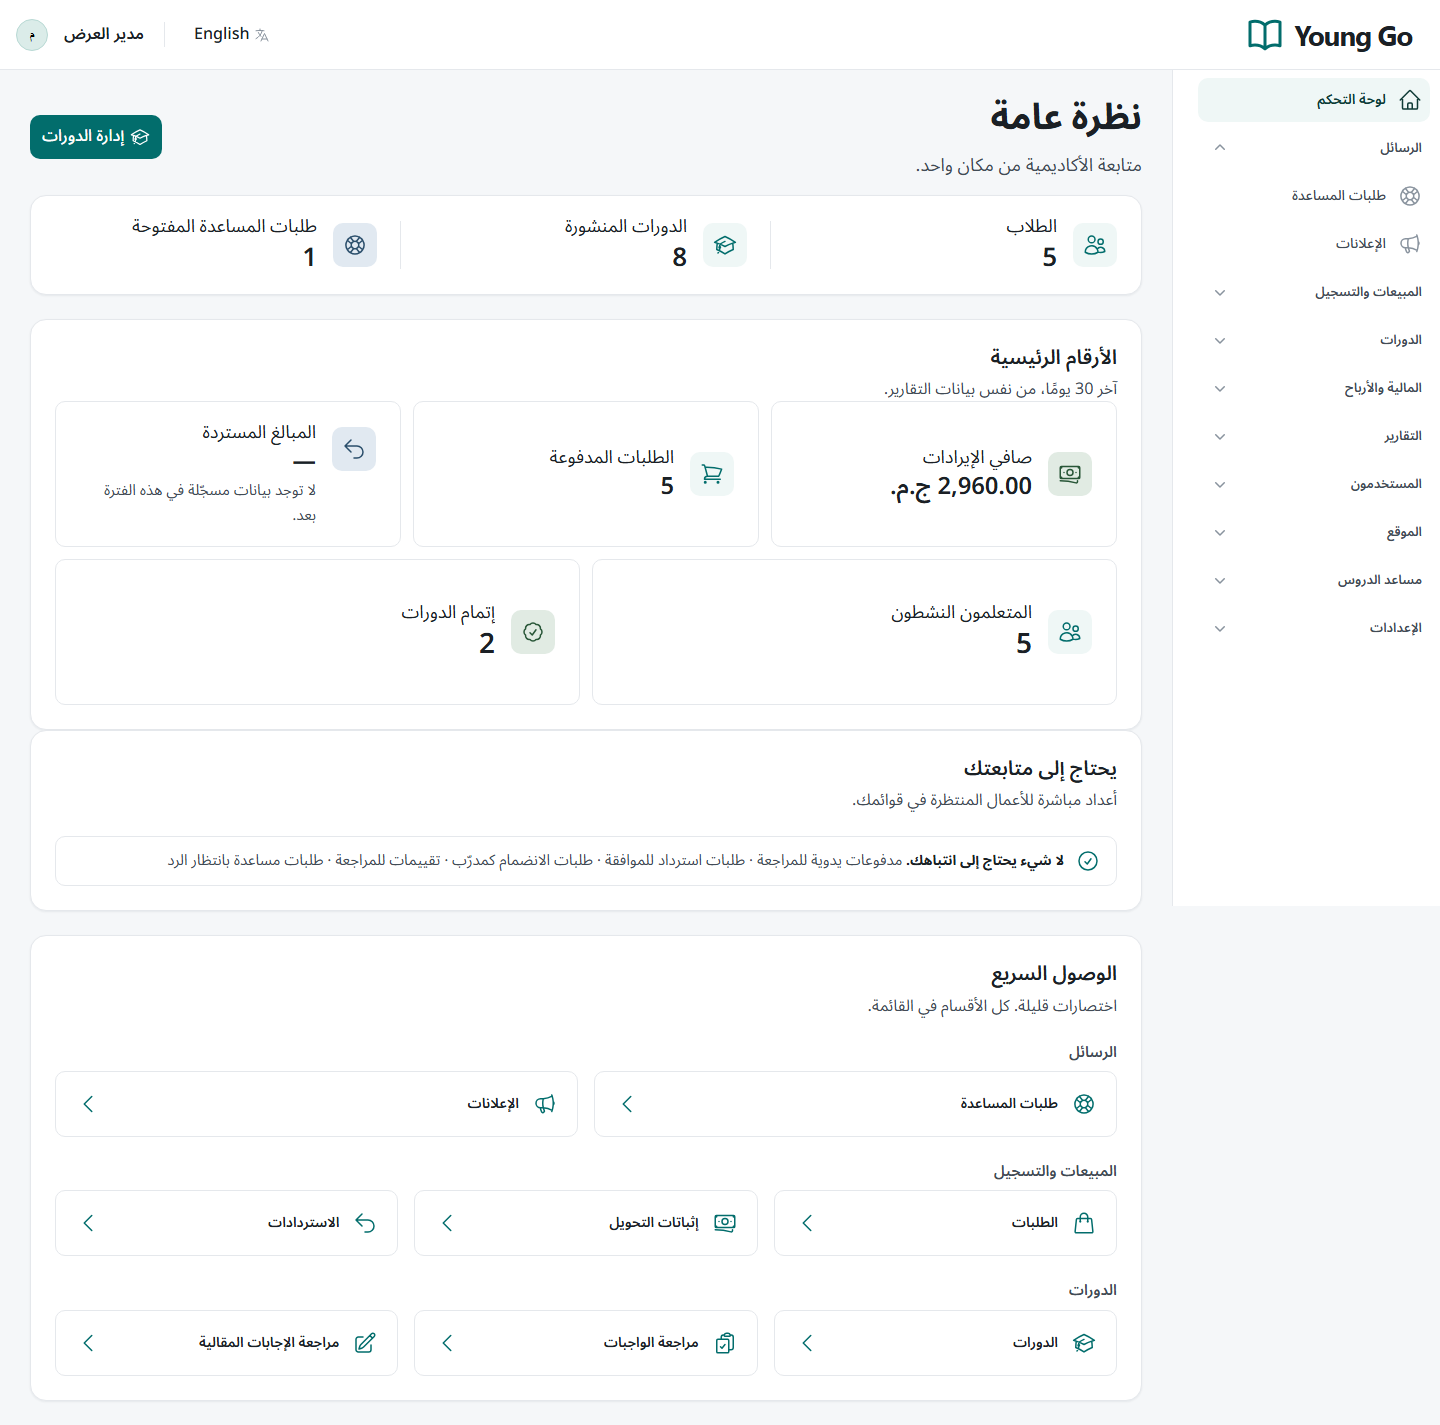 Young Go
English
مدير العرض
م
لوحة التحكم
الرسائل
طلبات المساعدة
الإعلانات
المبيعات والتسجيل
الدورات
المالية والأرباح
التقارير
المستخدمون
الموقع
مساعد الدروس
الإعدادات
نظرة عامة
متابعة الأكاديمية من مكان واحد.
إدارة الدورات
الطلاب
5
الدورات المنشورة
8
طلبات المساعدة المفتوحة
1
الأرقام الرئيسية
آخر 30 يومًا، من نفس بيانات التقارير.
صافي الإيرادات
2,960.00 ج.م.
الطلبات المدفوعة
5
المبالغ المستردة
—
لا توجد بيانات مسجّلة في هذه الفترة
بعد.
المتعلمون النشطون
5
إتمام الدورات
2
يحتاج إلى متابعتك
أعداد مباشرة للأعمال المنتظرة في قوائمك.
لا شيء يحتاج إلى انتباهك. مدفوعات يدوية للمراجعة · طلبات استرداد للموافقة · طلبات الانضمام كمدرّب · تقييمات للمراجعة · طلبات مساعدة بانتظار الرد
الوصول السريع
اختصارات قليلة. كل الأقسام في القائمة.
الرسائل
طلبات المساعدة
الإعلانات
المبيعات والتسجيل
الطلبات
إثباتات التحويل
الاستردادات
الدورات
الدورات
مراجعة الواجبات
مراجعة الإجابات المقالية